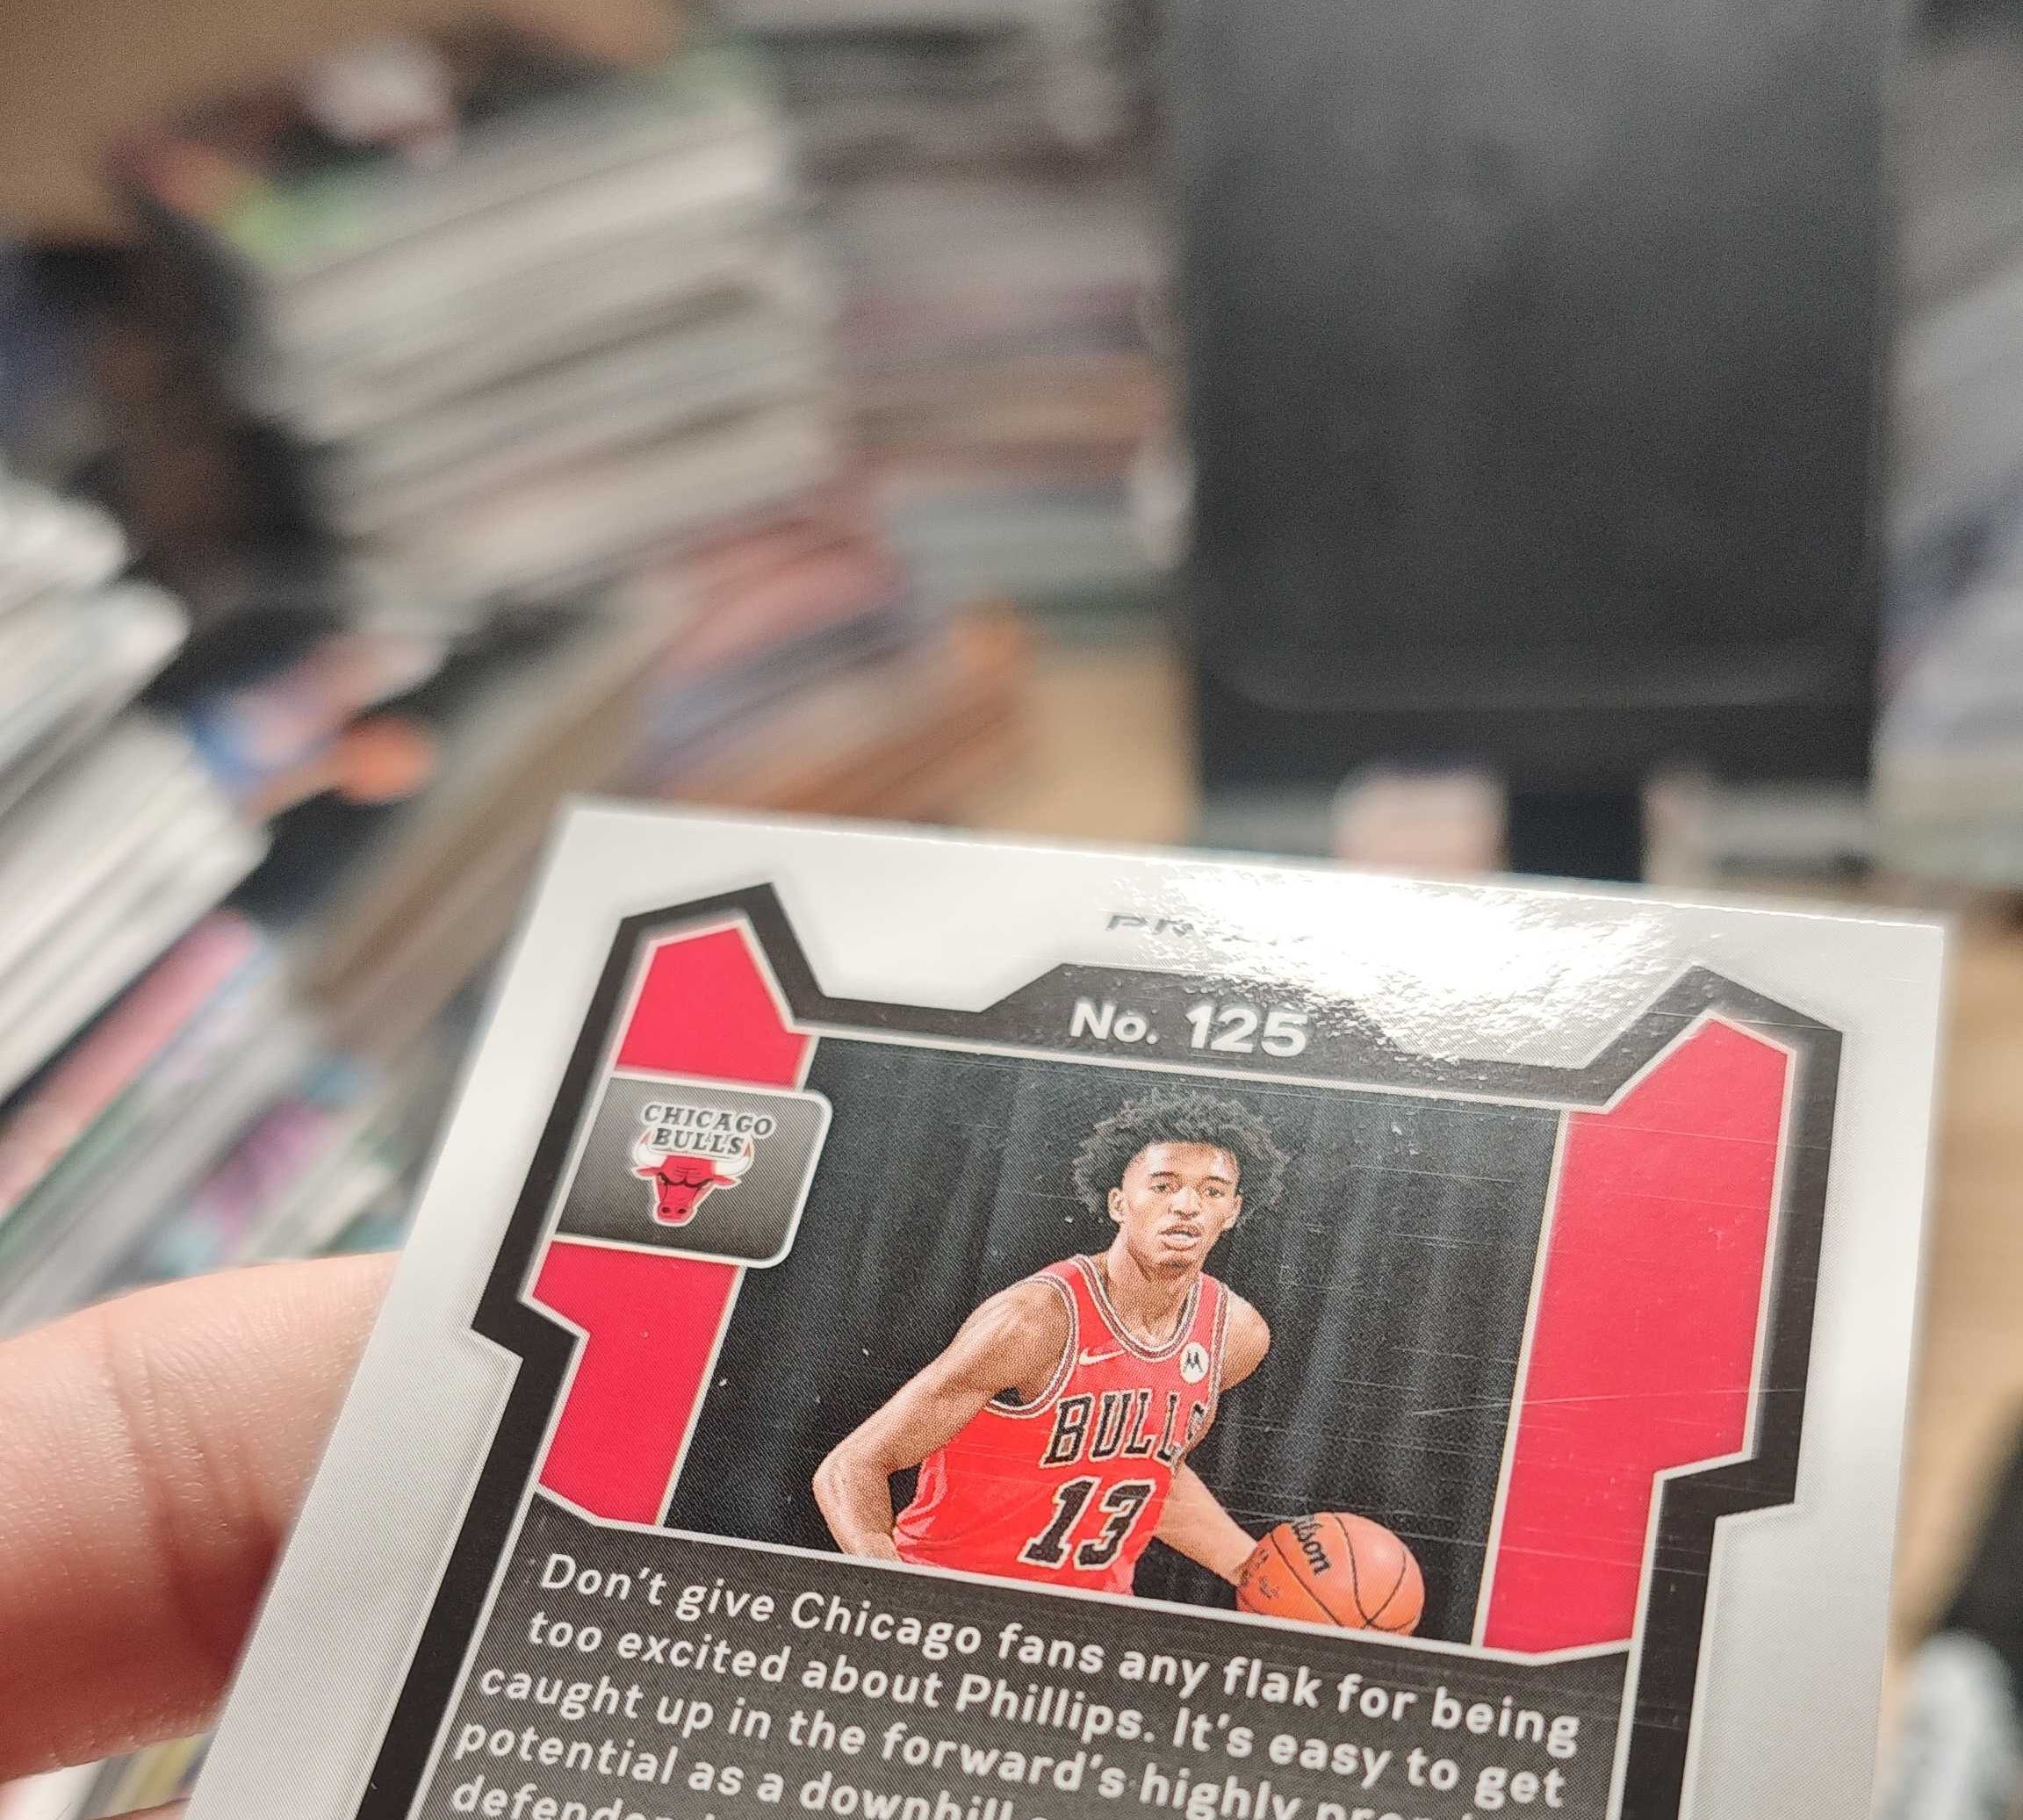 No. 125
CHICAGO
BULLS
BULLS
13
Don't give Chicago fans any flak for being
too excited about Phillips. It's easy to get
caught up in the forward's highly
potential as a downhill